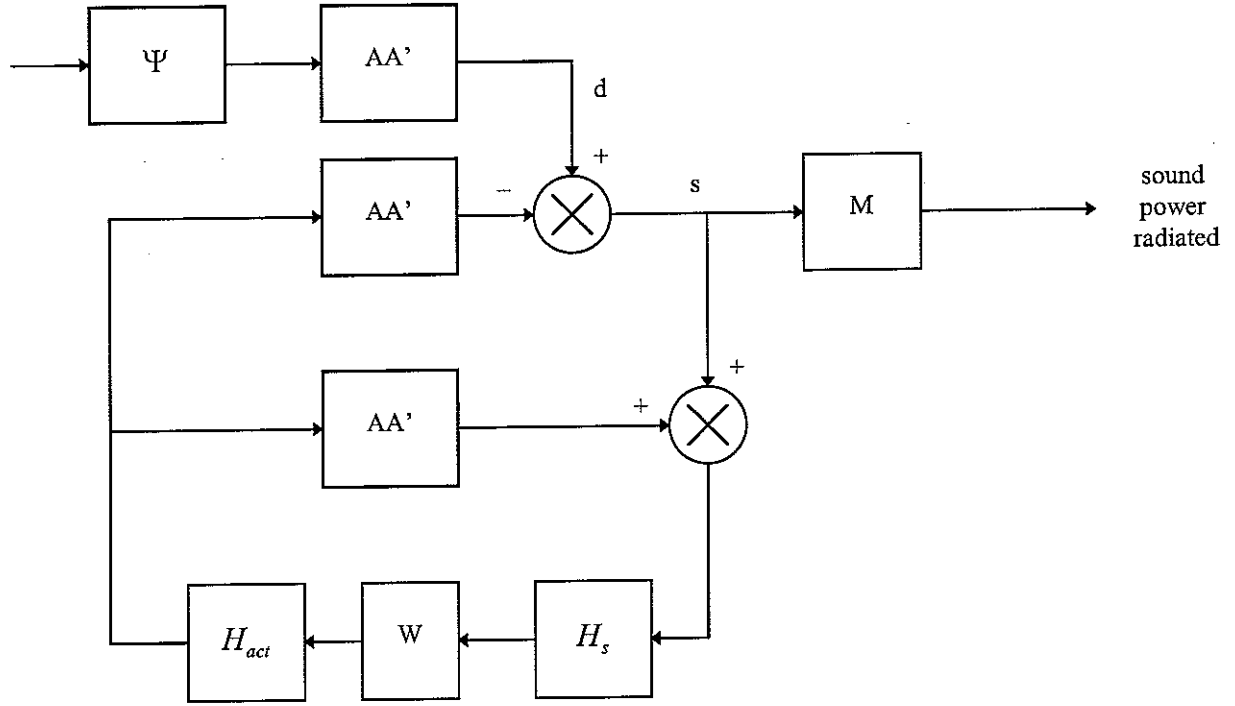 Ψ
AA’
d
+
AA’
−
s
M
sound
power
radiated
+
AA’
+
H_act
W
H_s